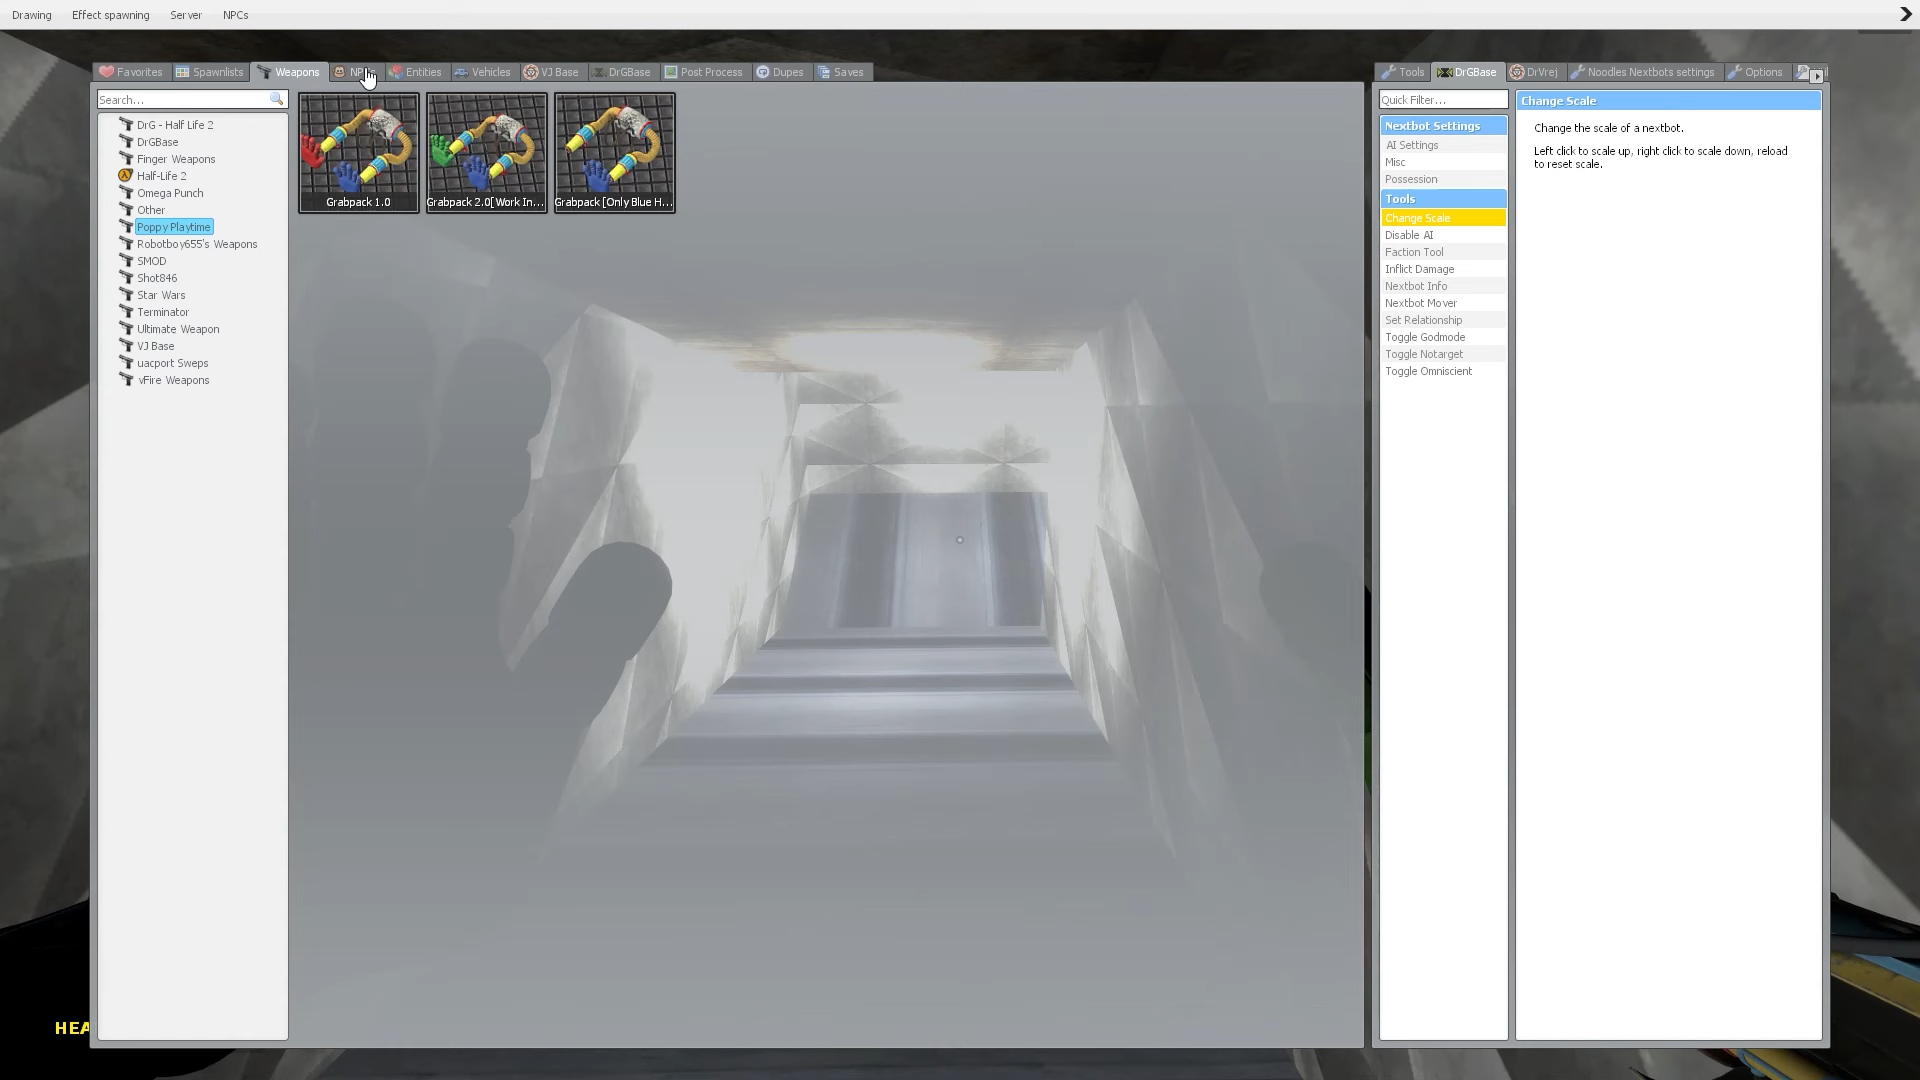 Drawing Effect spawning Server NPCs
Favorites Spawnlists Weapons Entities Vehicles VJ Base DrGBase Post Process Dupes Saves
Tools DrGBase DrVrej Noodles Nextbots settings Options
Search...
DrG - Half Life 2
DrGBase
Finger Weapons
Half-Life 2
Omega Punch
Other
Poppy Playtime
Robotboy655's Weapons
SMOD
Shot846
Star Wars
Terminator
Ultimate Weapon
VJ Base
uacport Sweps
vFire Weapons
Grabpack 1.0
Grabpack 2.0[Work In...
Grabpack [Only Blue H...
Quick Filter...
Nextbot Settings
AI Settings
Misc
Possession
Tools
Change Scale
Disable AI
Faction Tool
Inflict Damage
Nextbot Info
Nextbot Mover
Set Relationship
Toggle Godmode
Toggle Notarget
Toggle Omniscient
Change Scale
Change the scale of a nextbot.
Left click to scale up, right click to scale down, reload
to reset scale.
HEA